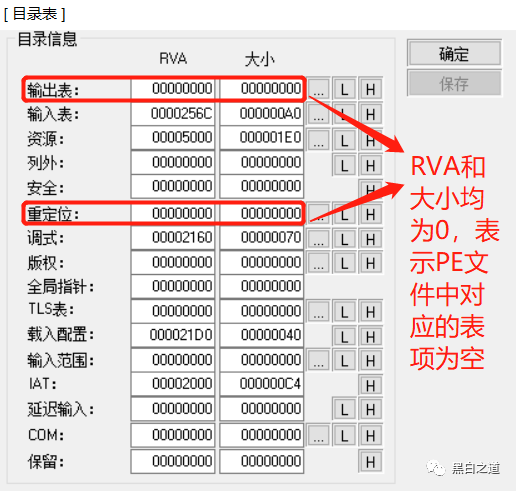 [ 目录表 ]
目录信息
RVA 大小 确定
保存
输出表： 00000000 00000000 ... L H
输入表： 0000256C 000000A0 ... L H
资源： 00005000 000001E0 ... L H
列外： 00000000 00000000 L H
安全： 00000000 00000000 H
重定位： 00000000 00000000 ... L H
调式： 00002160 00000070 ... L H
版权： 00000000 00000000 ... L H
全局指针： 00000000 00000000
TLS表： 00000000 00000000 ... L H
载入配置： 000021D0 00000040 L H
输入范围： 00000000 00000000 ... L H
IAT： 00002000 000000C4 H
延迟输入： 00000000 00000000 L H
COM： 00000000 00000000 ... L H
保留： 00000000 00000000 H
RVA和
大小均
为0，表
示PE文
件中对
应的表
项为空
黑白之道